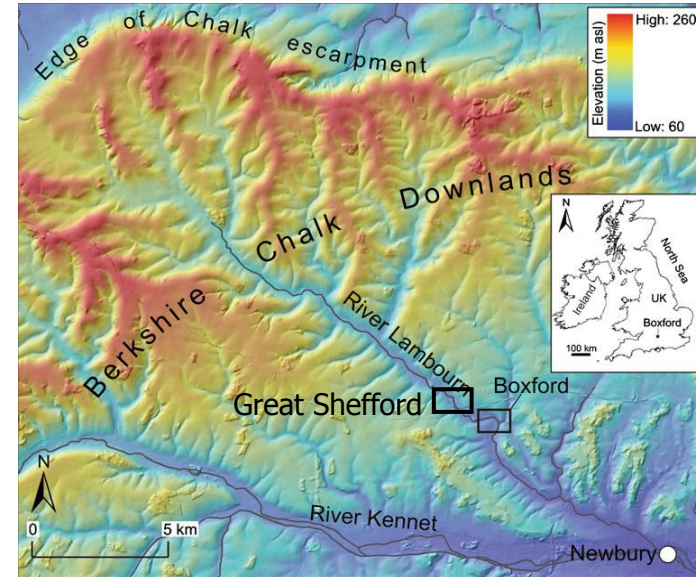 Edge of Chalk escarpment
Elevation (m asl)
High: 260
Low: 60
Berkshire Chalk Downlands
N
North Sea
Ireland
UK
Boxford
100 km
River Lambourn
Boxford
Great Shefford
N
0 5 km
River Kennet
Newbury